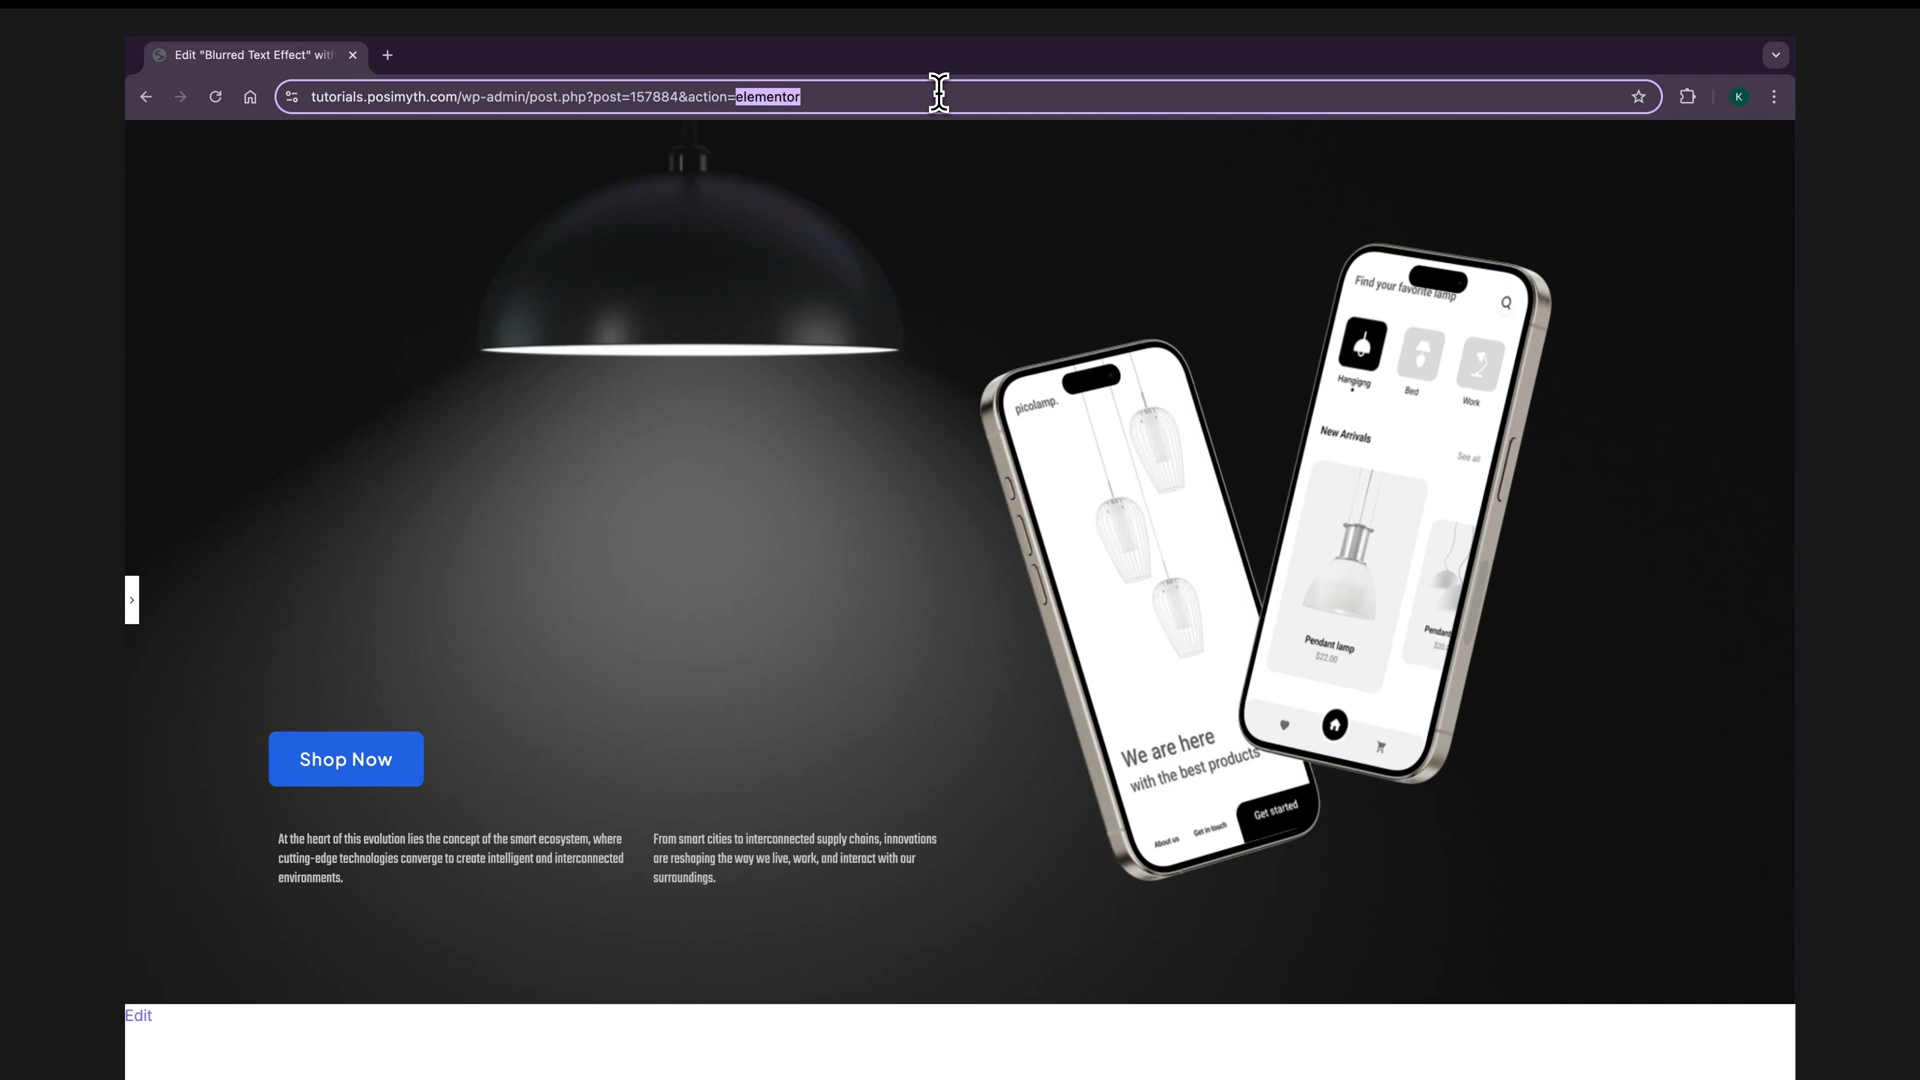 Edit "Blurred Text Effect" with
tutorials.posimyth.com/wp-admin/post.php?post=157884&action=elementor
K
Find your favorite lamp
Hangigng
Bed
Work
New Arrivals
See all
Pendant lamp
$22.00
Pendant
picolamp.
We are here
with the best products
About us
Get in touch
Get started
Shop Now
At the heart of this evolution lies the concept of the smart ecosystem, where
cutting-edge technologies converge to create intelligent and interconnected
environments.
From smart cities to interconnected supply chains, innovations
are reshaping the way we live, work, and interact with our
surroundings.
Edit